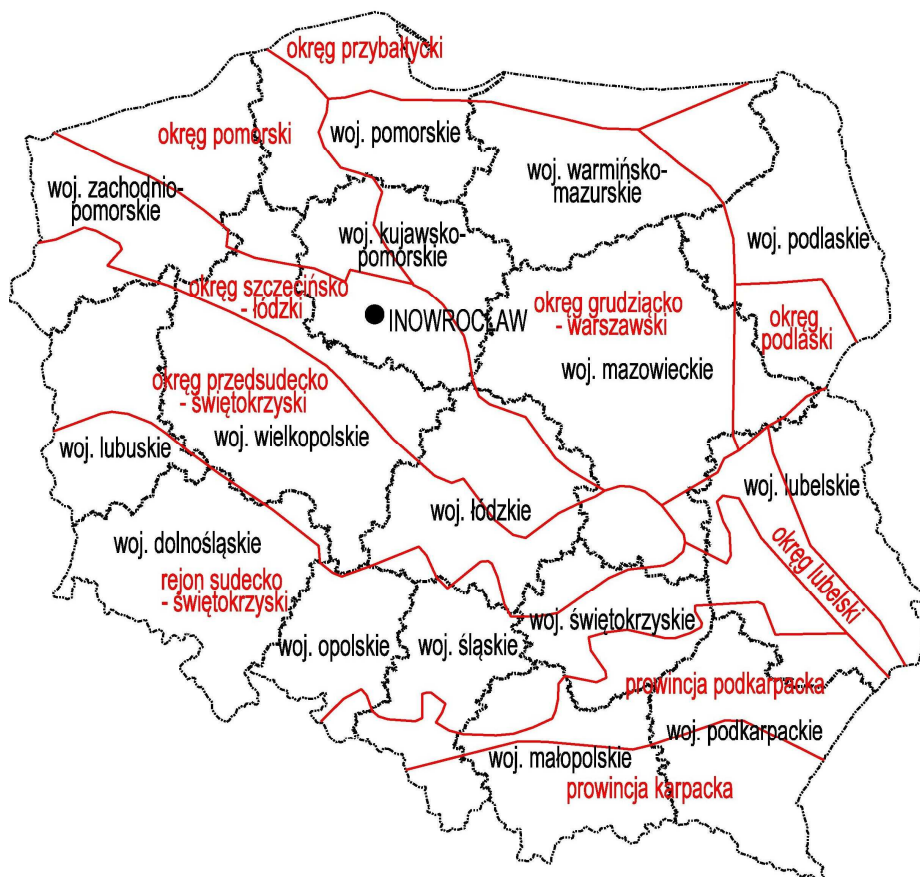 okręg przybałtycki
okręg pomorski
woj. pomorskie
woj. warmińsko-
mazurskie
woj. zachodnio-
pomorskie
woj. kujawsko-
pomorskie
woj. podlaskie
okręg szczecińsko
- łódzki
INOWROCŁAW
okręg grudziącko
- warszawski
okręg
podlaski
woj. mazowieckie
okręg przedsudecko
- świętokrzyski
woj. wielkopolskie
woj. lubuskie
woj. łódzkie
woj. lubelskie
woj. dolnośląskie
okręg lubelski
rejon sudecko
- świętokrzyski
woj. opolskie
woj. śląskie
woj. świętokrzyskie
prowincja podkarpacka
woj. podkarpackie
woj. małopolskie
prowincja karpacka